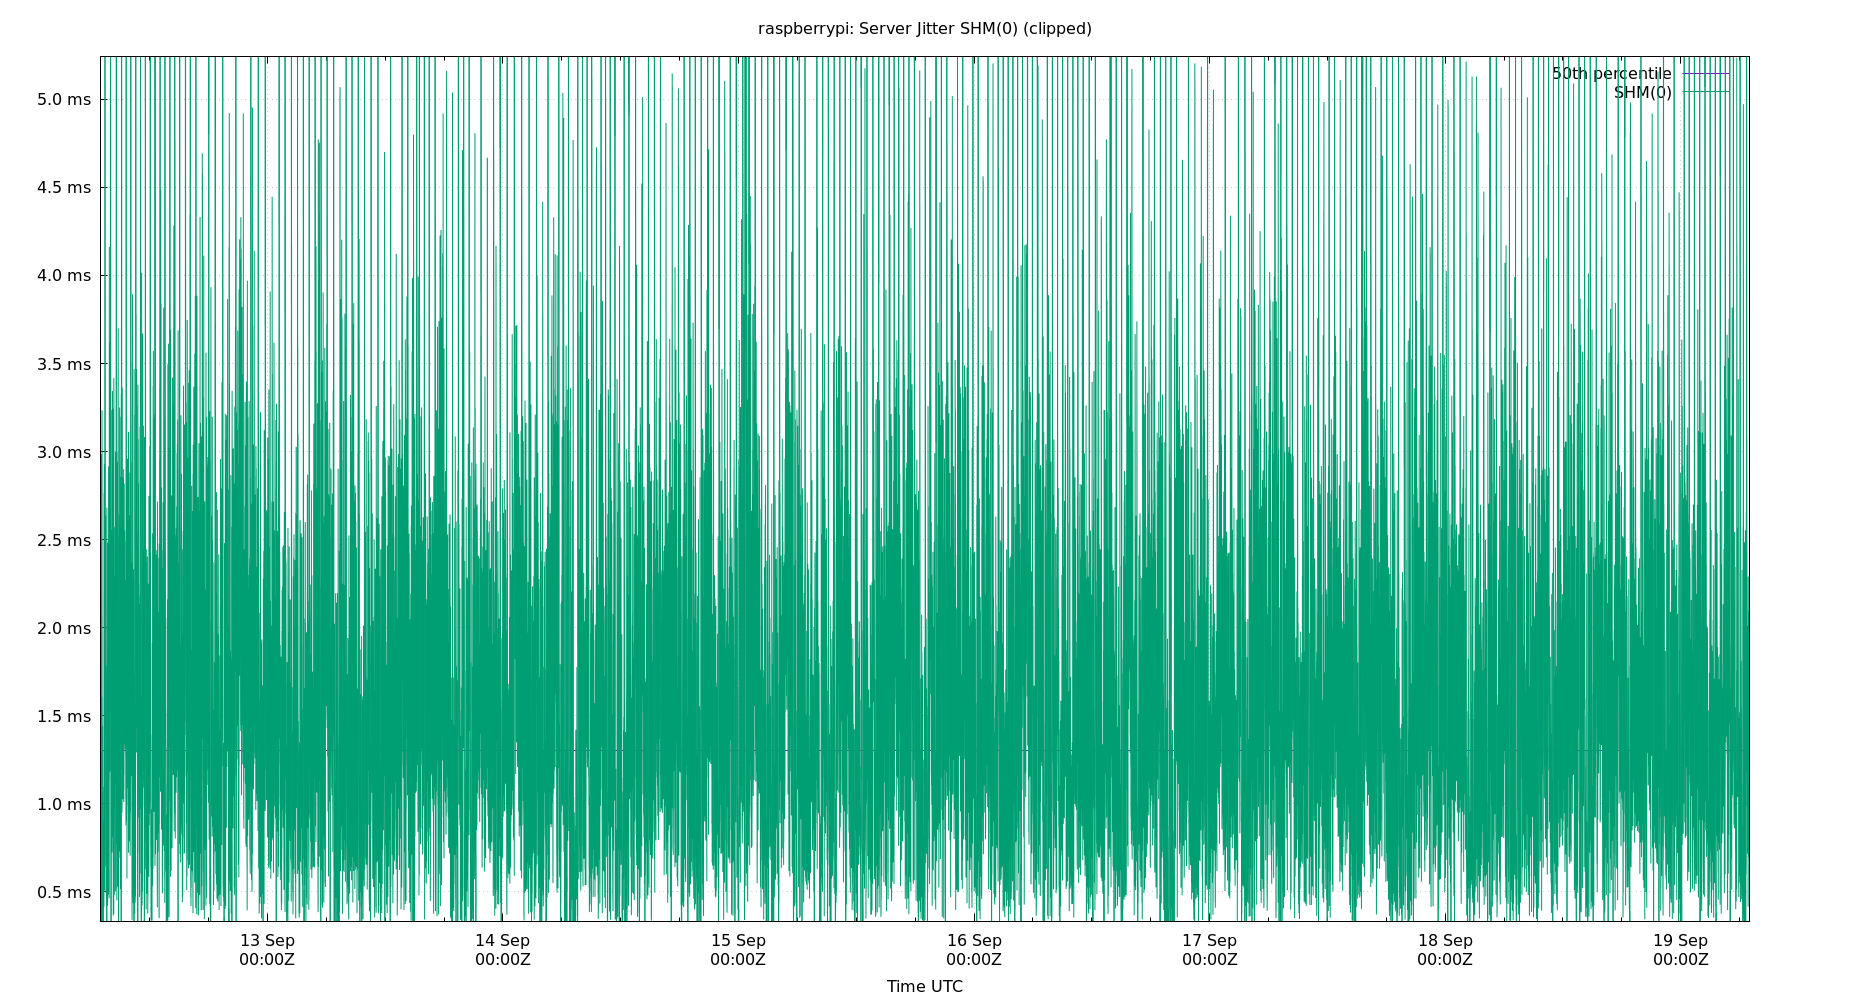 raspberrypi: Server Jitter SHM(0) (clipped)
50th percentile
SHM(0)
5.0 ms
4.5 ms
4.0 ms
3.5 ms
3.0 ms
2.5 ms
2.0 ms
1.5 ms
1.0 ms
0.5 ms
13 Sep 14 Sep 15 Sep 16 Sep 17 Sep 18 Sep 19 Sep
00:00Z 00:00Z 00:00Z 00:00Z 00:00Z 00:00Z 00:00Z
Time UTC